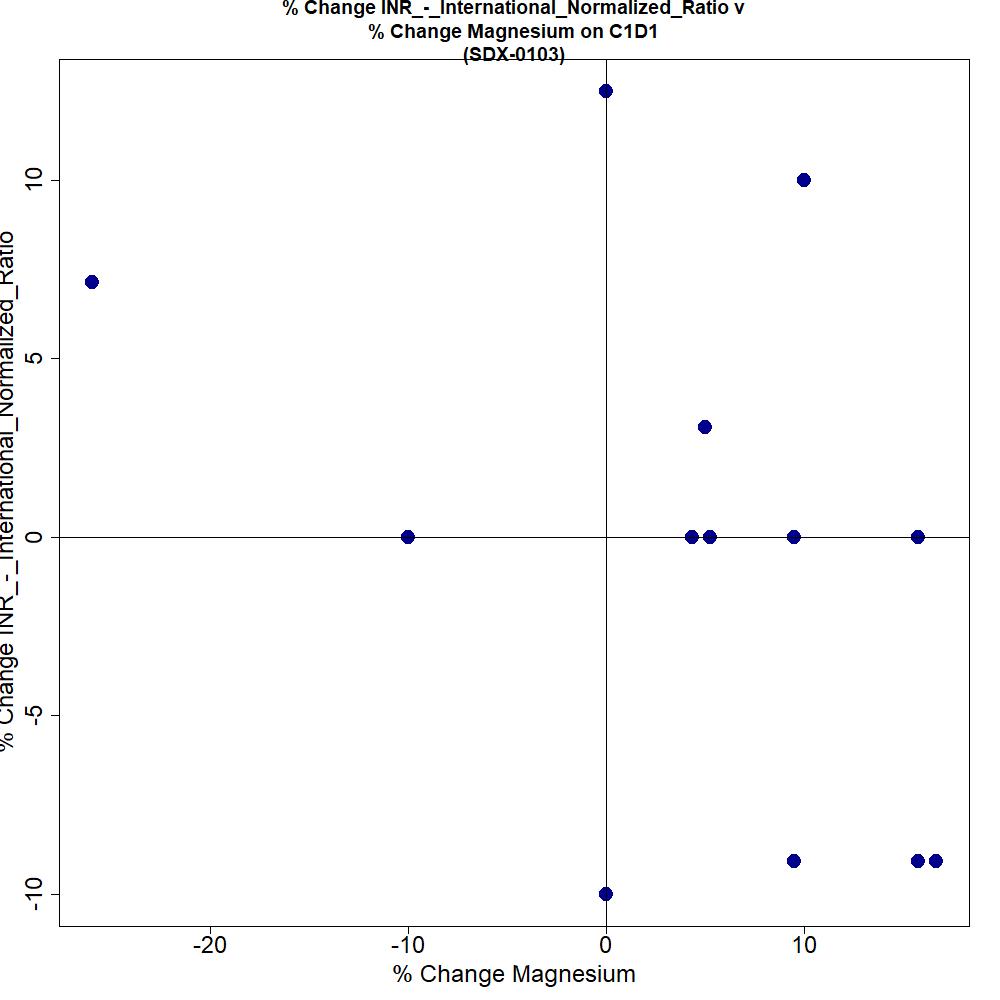 % Change INR_-_International_Normalized_Ratio v
% Change Magnesium on C1D1
(SDX-0103)
% Change INR_-_International_Normalized_Ratio
10
5
0
-5
-10
-20
-10
0
10
% Change Magnesium